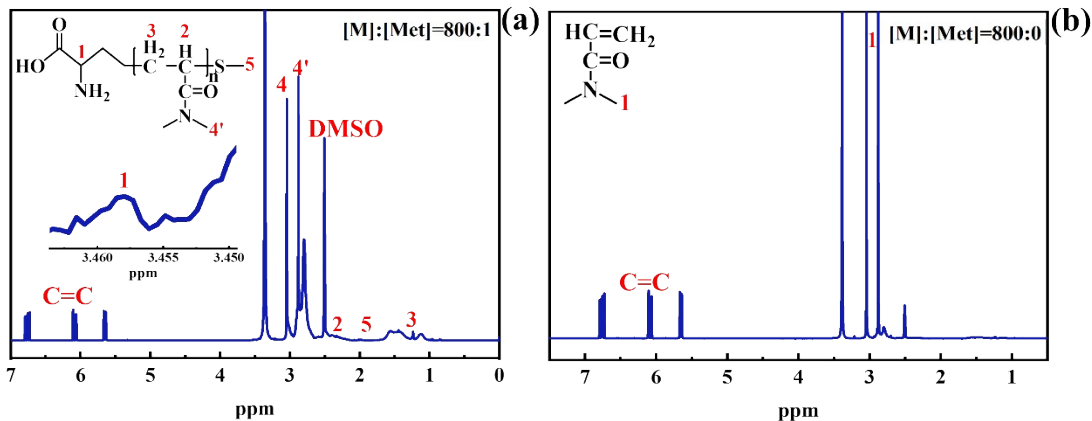 (a)
[M]:[Met]=800:1
O
HO
1
NH₂
3
H₂
C
2
H
C
n
S
5
C=O
N
4'
4
4'
DMSO
1
3.460
3.455
3.450
ppm
C=C
2
5
3
7
6
5
4
3
2
1
0
ppm
(b)
[M]:[Met]=800:0
HC=CH₂
C=O
N
1
1
C=C
7
6
5
4
3
2
1
ppm